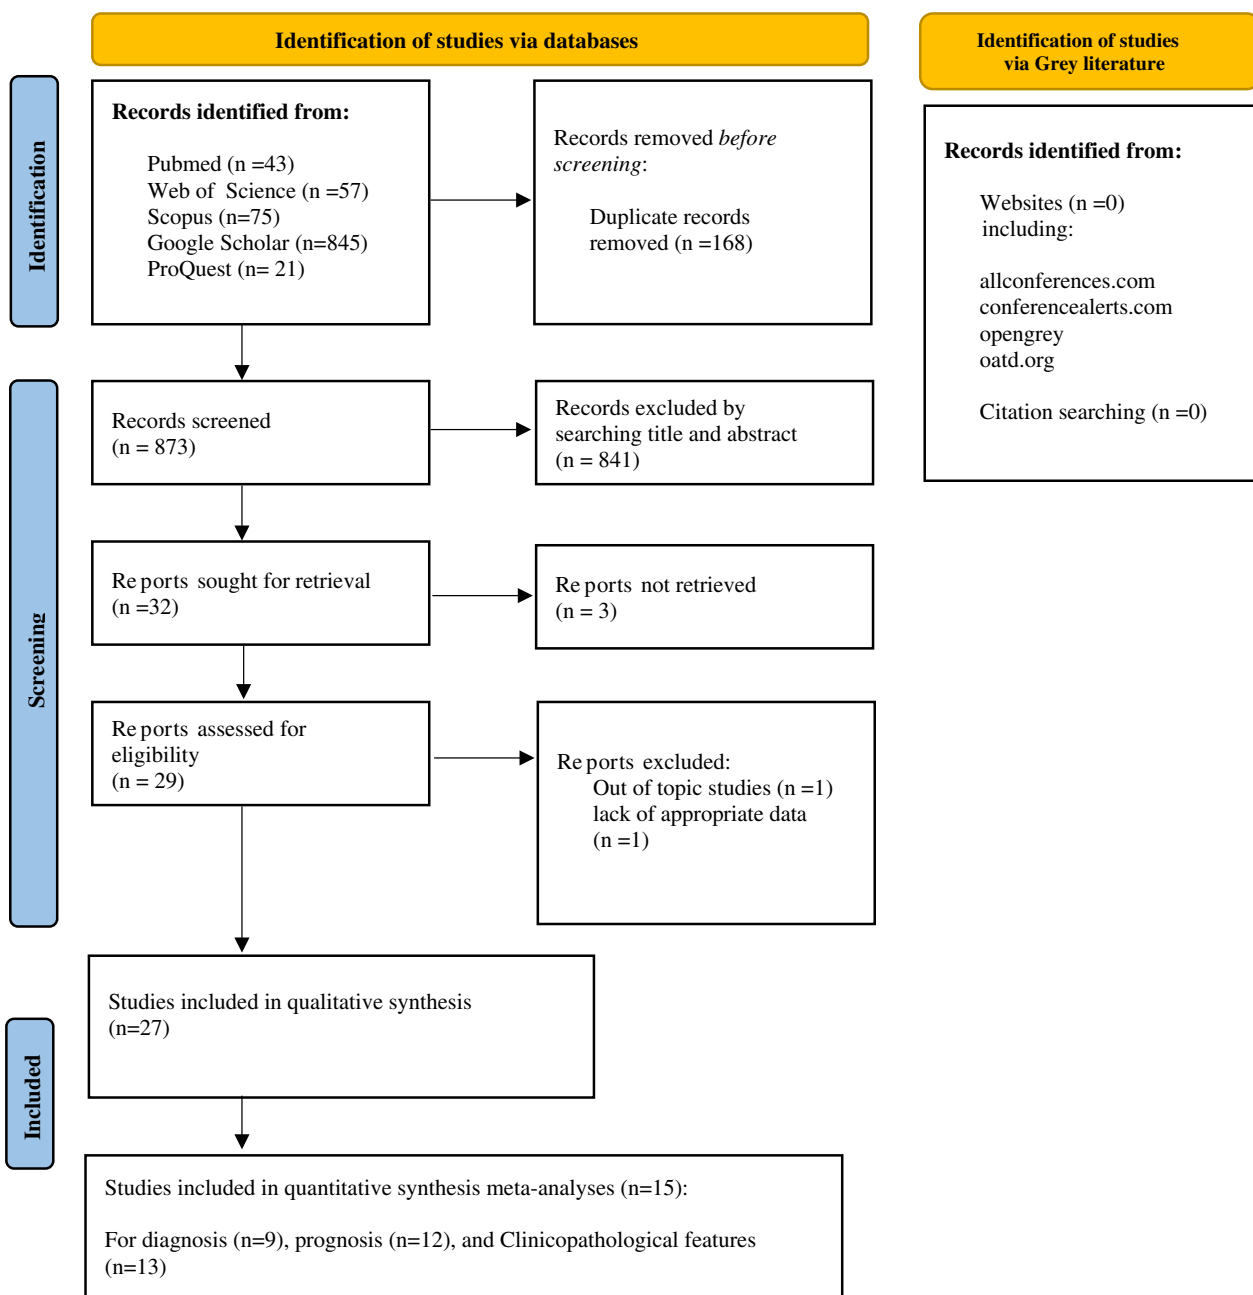 Identification of studies via databases
Identification of studies
via Grey literature
Identification
Records identified from:
Pubmed (n =43)
Web of Science (n =57)
Scopus (n=75)
Google Scholar (n=845)
ProQuest (n= 21)
Records removed before
screening:
Duplicate records
removed (n =168)
Records identified from:
Websites (n =0)
including:
allconferences.com
conferencealerts.com
opengrey
oatd.org
Citation searching (n =0)
Screening
Records screened
(n = 873)
Records excluded by
searching title and abstract
(n = 841)
Re ports sought for retrieval
(n =32)
Re ports not retrieved
(n = 3)
Re ports assessed for
eligibility
(n = 29)
Re ports excluded:
Out of topic studies (n =1)
lack of appropriate data
(n =1)
Included
Studies included in qualitative synthesis
(n=27)
Studies included in quantitative synthesis meta-analyses (n=15):
For diagnosis (n=9), prognosis (n=12), and Clinicopathological features
(n=13)